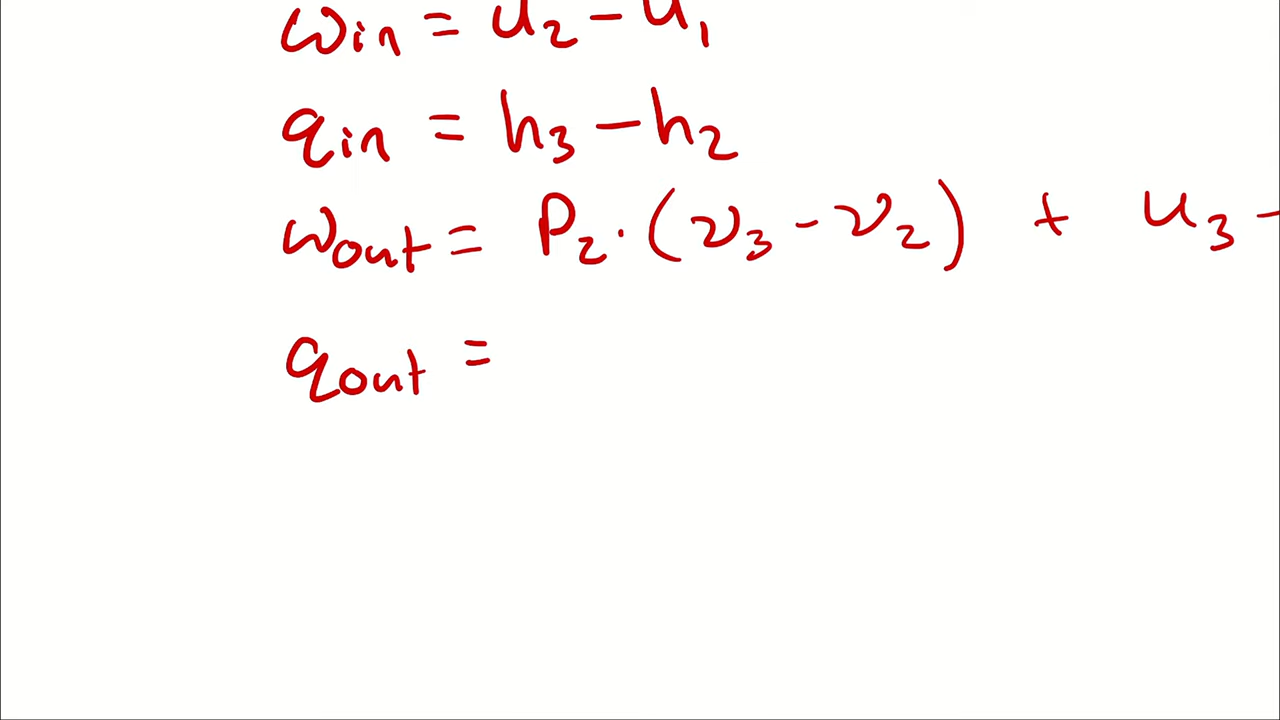 win = u2 - u1
qin = h3 - h2
wout = P2 · (v3 - v2) + u3 -
qout =